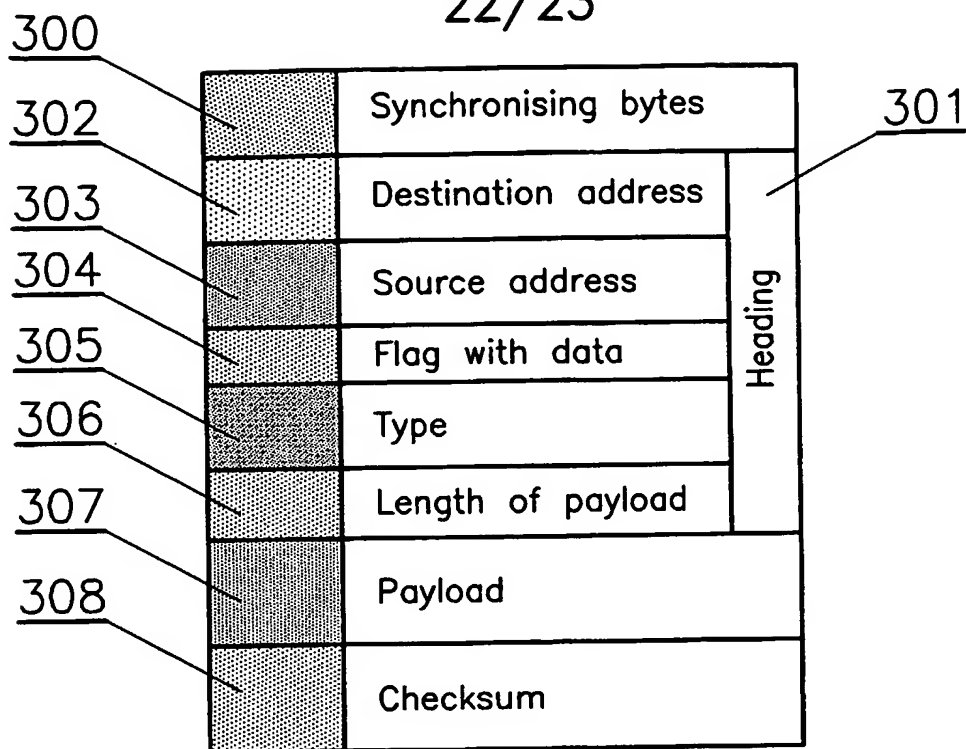 22/23
300
Synchronising bytes
301
302
Destination address
303
Source address
304
Flag with data
Heading
305
Type
306
Length of payload
307
Payload
308
Checksum